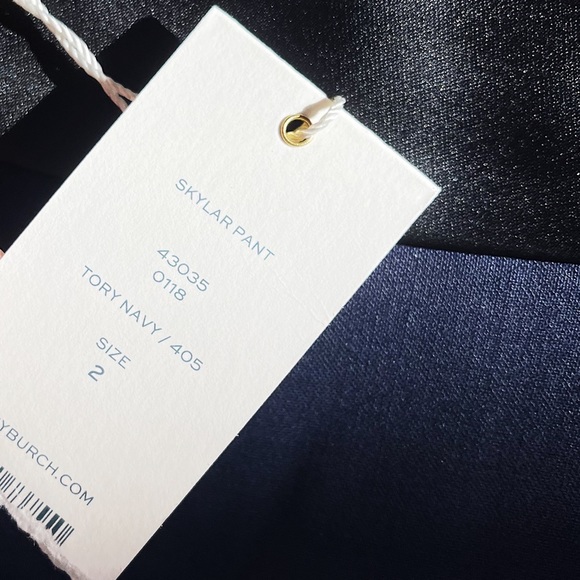 SKYLAR PANT
43035
0118
TORY NAVY / 405
SIZE
2
YBURCH.COM